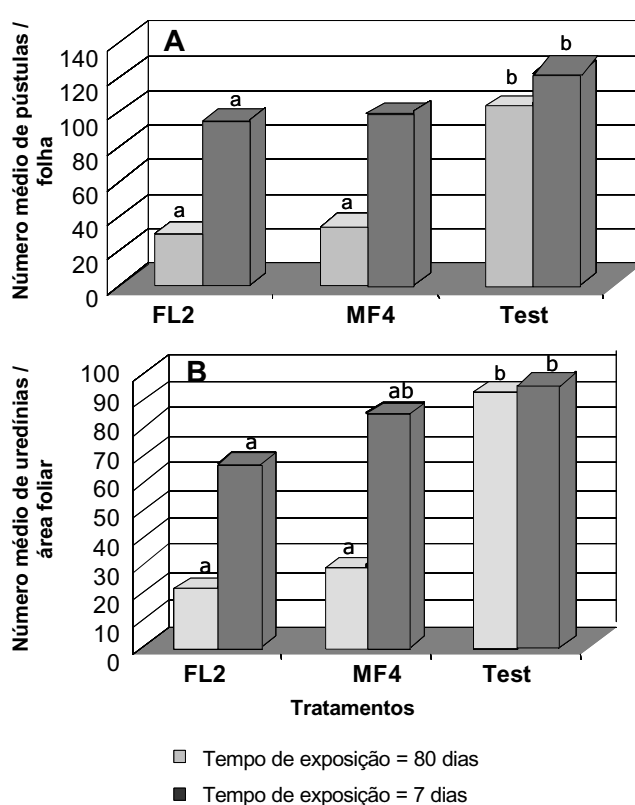 A
Número médio de pústulas /
folha
140
120
100
80
60
40
20
0
a
a
a
b
b
FL2
MF4
Test
B
Número médio de uredínias /
área foliar
100
90
80
70
60
50
40
30
20
10
0
a
a
a
ab
b
b
FL2
MF4
Test
Tratamentos
Tempo de exposição = 80 dias
Tempo de exposição = 7 dias